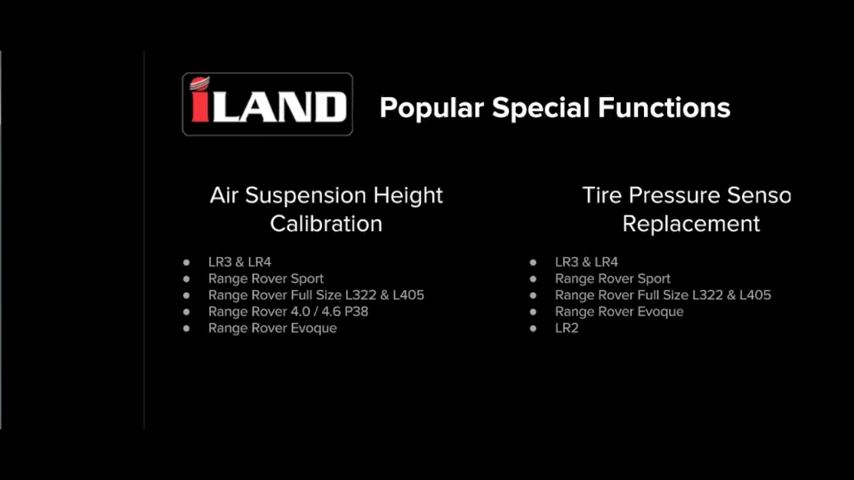 iLAND
Popular Special Functions
Air Suspension Height
Calibration
● LR3 & LR4
● Range Rover Sport
● Range Rover Full Size L322 & L405
● Range Rover 4.0 / 4.6 P38
● Range Rover Evoque
Tire Pressure Senso
Replacement
● LR3 & LR4
● Range Rover Sport
● Range Rover Full Size L322 & L405
● Range Rover Evoque
● LR2